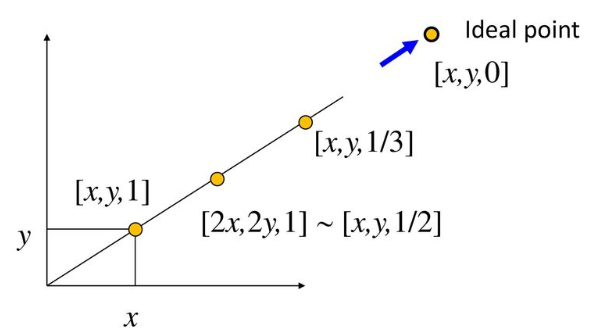 Ideal point
[x,y,0]
[x,y,1/3]
[x,y,1]
[2x,2y,1] ~ [x,y,1/2]
y
x